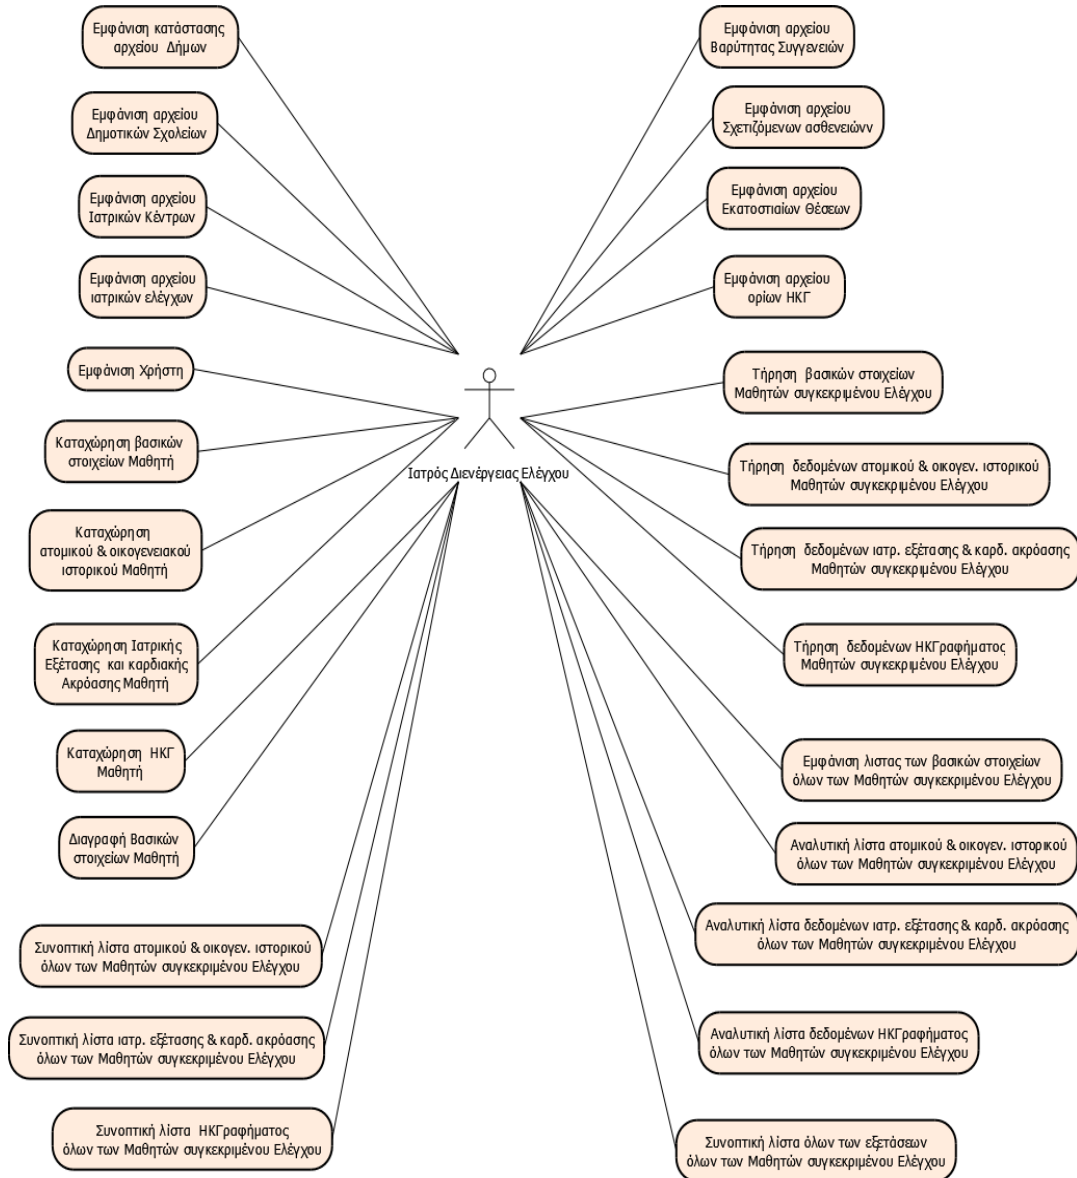 Εμφάνιση κατάστασης
αρχείου Δήμων
Εμφάνιση αρχείου
Δημοτικών Σχολείων
Εμφάνιση αρχείου
Ιατρικών Κέντρων
Εμφάνιση αρχείου
ιατρικών ελέγχων
Εμφάνιση Χρήστη
Καταχώρηση βασικών
στοιχείων Μαθητή
Καταχώρηση
ατομικού & οικογενειακού
ιστορικού Μαθητή
Καταχώρηση Ιατρικής
Εξέτασης και καρδιακής
Ακρόασης Μαθητή
Καταχώρηση ΗΚΓ
Μαθητή
Διαγραφή Βασικών
στοιχείων Μαθητή
Συνοπτική λίστα ατομικού & οικογεν. ιστορικού
όλων των Μαθητών συγκεκριμένου Ελέγχου
Συνοπτική λίστα ιατρ. εξέτασης & καρδ. ακρόασης
όλων των Μαθητών συγκεκριμένου Ελέγχου
Συνοπτική λίστα ΗΚΓραφήματος
όλων των Μαθητών συγκεκριμένου Ελέγχου
Ιατρός Διενέργειας Ελέγχου
Εμφάνιση αρχείου
Βαρύτητας Συγγενειών
Εμφάνιση αρχείου
Σχετιζόμενων ασθενειώνν
Εμφάνιση αρχείου
Εκατοστιαίων Θέσεων
Εμφάνιση αρχείου
ορίων ΗΚΓ
Τήρηση βασικών στοιχείων
Μαθητών συγκεκριμένου Ελέγχου
Τήρηση δεδομένων ατομικού & οικογεν. ιστορικού
Μαθητών συγκεκριμένου Ελέγχου
Τήρηση δεδομένων ιατρ. εξέτασης & καρδ. ακρόασης
Μαθητών συγκεκριμένου Ελέγχου
Τήρηση δεδομένων ΗΚΓραφήματος
Μαθητών συγκεκριμένου Ελέγχου
Εμφάνιση λιστας των βασικών στοιχείων
όλων των Μαθητών συγκεκριμένου Ελέγχου
Αναλυτική λίστα ατομικού & οικογεν. ιστορικού
όλων των Μαθητών συγκεκριμένου Ελέγχου
Αναλυτική λίστα δεδομένων ιατρ. εξέτασης & καρδ. ακρόασης
όλων των Μαθητών συγκεκριμένου Ελέγχου
Αναλυτική λίστα δεδομένων ΗΚΓραφήματος
όλων των Μαθητών συγκεκριμένου Ελέγχου
Συνοπτική λίστα όλων των εξετάσεων
όλων των Μαθητών συγκεκριμένου Ελέγχου